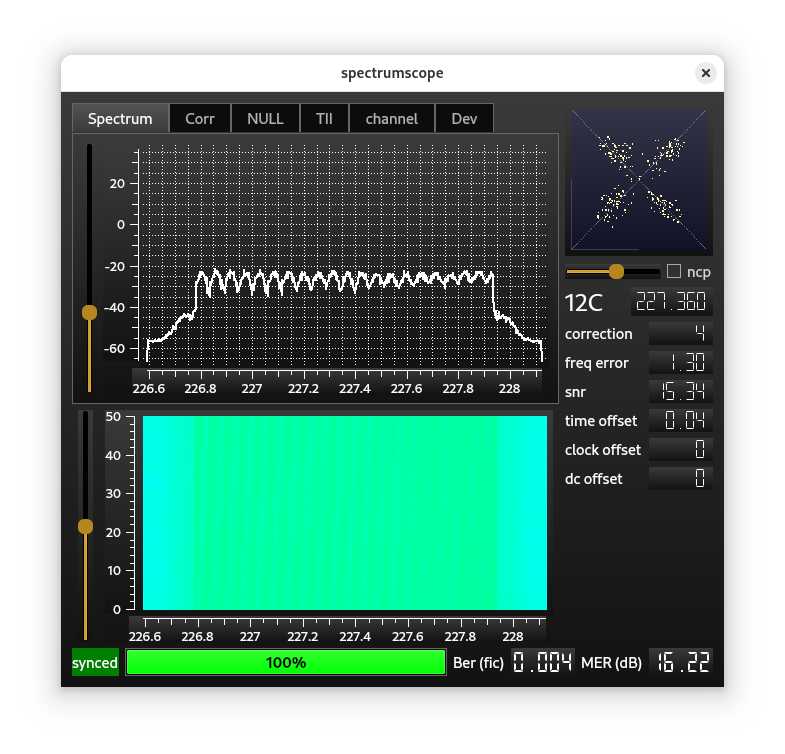 spectrumscope
Spectrum Corr NULL TII channel Dev
20
0
-20
-40
-60
226.6 226.8 227 227.2 227.4 227.6 227.8 228
ncp
12C 227.360
correction 4
freq error 1.30
snr 15.34
time offset 0.04
clock offset 0
dc offset 0
50
40
30
20
10
0
226.6 226.8 227 227.2 227.4 227.6 227.8 228
synced 100% Ber (fic) 0.004 MER (dB) 16.22